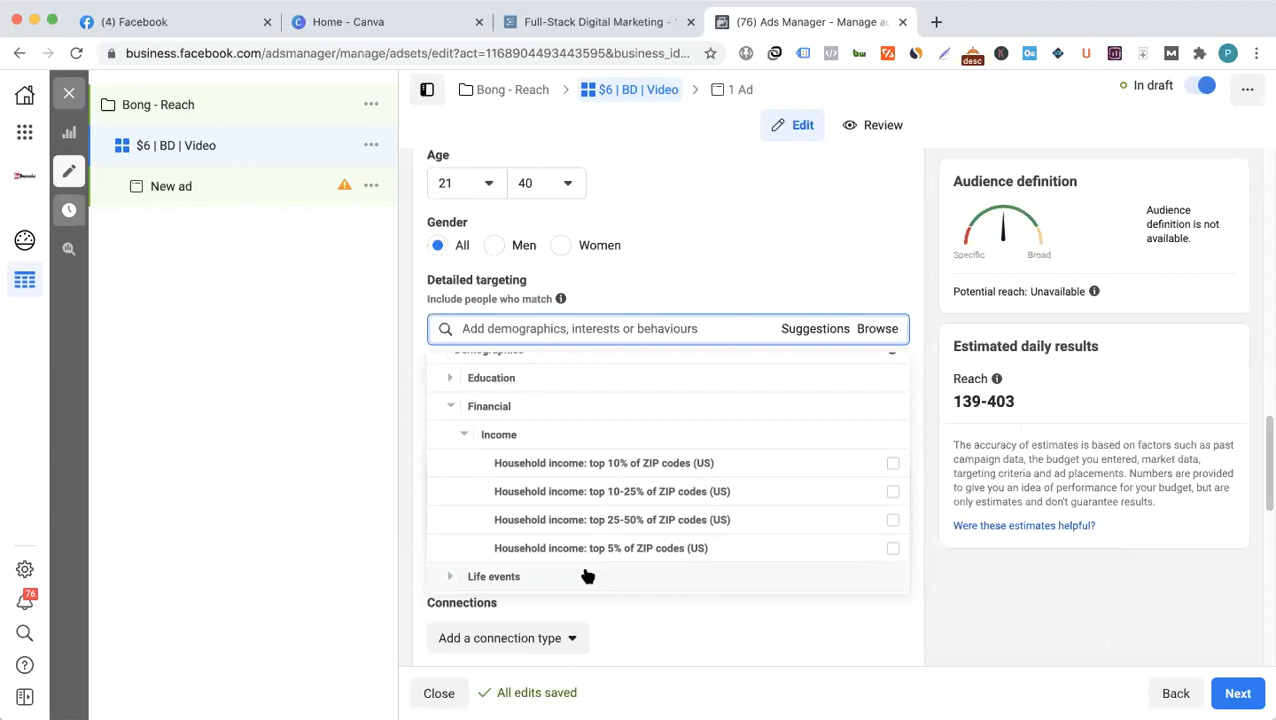 (4) Facebook
Home - Canva
Full-Stack Digital Marketing -
(76) Ads Manager - Manage a
business.facebook.com/adsmanager/manage/adsets/edit?act=1168904493443595&business_id...
desc
bw
Oe
K
U
M
P
Bong - Reach
$6 | BD | Video
1 Ad
In draft
Bong - Reach
$6 | BD | Video
New ad
Edit
Review
Age
21
40
Gender
All
Men
Women
Detailed targeting
Include people who match
Add demographics, interests or behaviours
Suggestions
Browse
Demographics
Education
Financial
Income
Household income: top 10% of ZIP codes (US)
Household income: top 10-25% of ZIP codes (US)
Household income: top 25-50% of ZIP codes (US)
Household income: top 5% of ZIP codes (US)
Life events
Connections
Add a connection type
Audience definition
Audience
definition is not
available.
Specific
Broad
Potential reach: Unavailable
Estimated daily results
Reach
139-403
The accuracy of estimates is based on factors such as past
campaign data, the budget you entered, market data,
targeting criteria and ad placements. Numbers are provided
to give you an idea of performance for your budget, but are
only estimates and don't guarantee results.
Were these estimates helpful?
76
Close
All edits saved
Back
Next